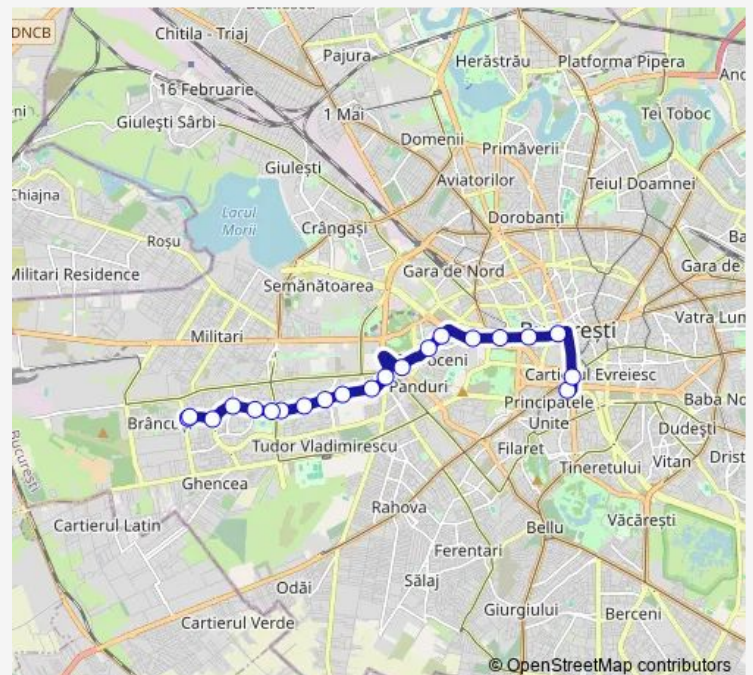 DNCB
Chitila - Triaj
Pajura
Herăstrău
Platforma Pipera
16 Februarie
Giulești Sârbi
1 Mai
Tei Toboc
Domenii
Primăverii
Giulești
Aviatorilor
Teiul Doamnei
Chiajna
Lacul
Morii
Crângași
Dorobanți
Roșu
Gara de Nord
Gara de
Militari Residence
Semănătoarea
Vatra Lum
Militari
Cartierul Evreiesc
Panduri
Principatele
Unite
Baba No
Dudești
Tudor Vladimirescu
Filaret
Vitan
Drist
Tineretului
București
Ghencea
Rahova
Văcărești
Cartierul Latin
Bellu
Ferentari
Odăi
Sălaj
Giurgiului
Berceni
Cartierul Verde
© OpenStreetMap contributors